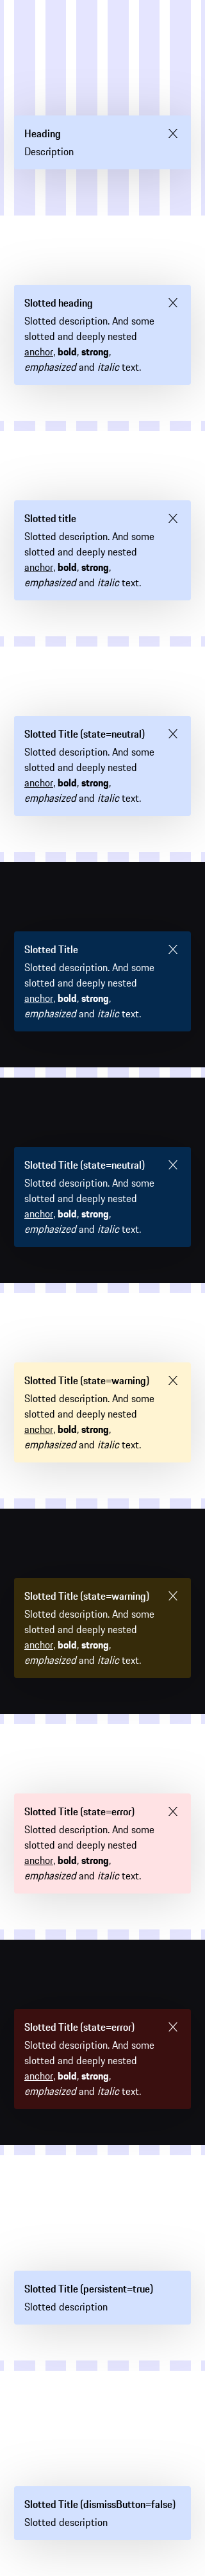 Heading
Description
Slotted heading
Slotted description. And some
slotted and deeply nested
anchor, bold, strong,
emphasized and italic text.
Slotted title
Slotted description. And some
slotted and deeply nested
anchor, bold, strong,
emphasized and italic text.
Slotted Title (state=neutral)
Slotted description. And some
slotted and deeply nested
anchor, bold, strong,
emphasized and italic text.
Slotted Title
Slotted description. And some
slotted and deeply nested
anchor, bold, strong,
emphasized and italic text.
Slotted Title (state=neutral)
Slotted description. And some
slotted and deeply nested
anchor, bold, strong,
emphasized and italic text.
Slotted Title (state=warning)
Slotted description. And some
slotted and deeply nested
anchor, bold, strong,
emphasized and italic text.
Slotted Title (state=warning)
Slotted description. And some
slotted and deeply nested
anchor, bold, strong,
emphasized and italic text.
Slotted Title (state=error)
Slotted description. And some
slotted and deeply nested
anchor, bold, strong,
emphasized and italic text.
Slotted Title (state=error)
Slotted description. And some
slotted and deeply nested
anchor, bold, strong,
emphasized and italic text.
Slotted Title (persistent=true)
Slotted description
Slotted Title (dismissButton=false)
Slotted description